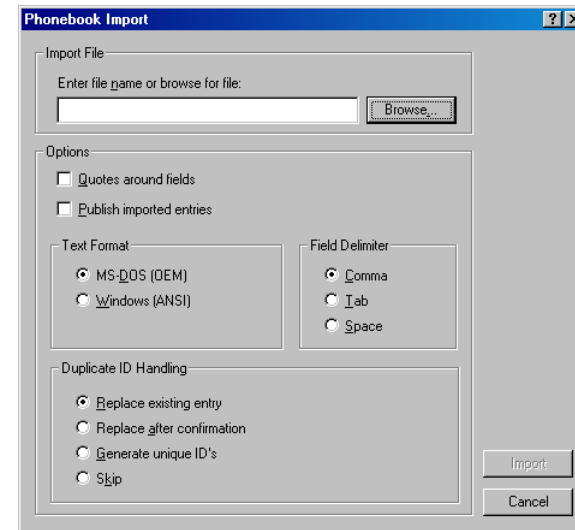 Phonebook Import
Import File
Enter file name or browse for file:
Browse...
Options
Quotes around fields
Publish imported entries
Text Format
MS-DOS (OEM)
Windows (ANSI)
Field Delimiter
Comma
Tab
Space
Duplicate ID Handling
Replace existing entry
Replace after confirmation
Generate unique ID's
Skip
Import
Cancel